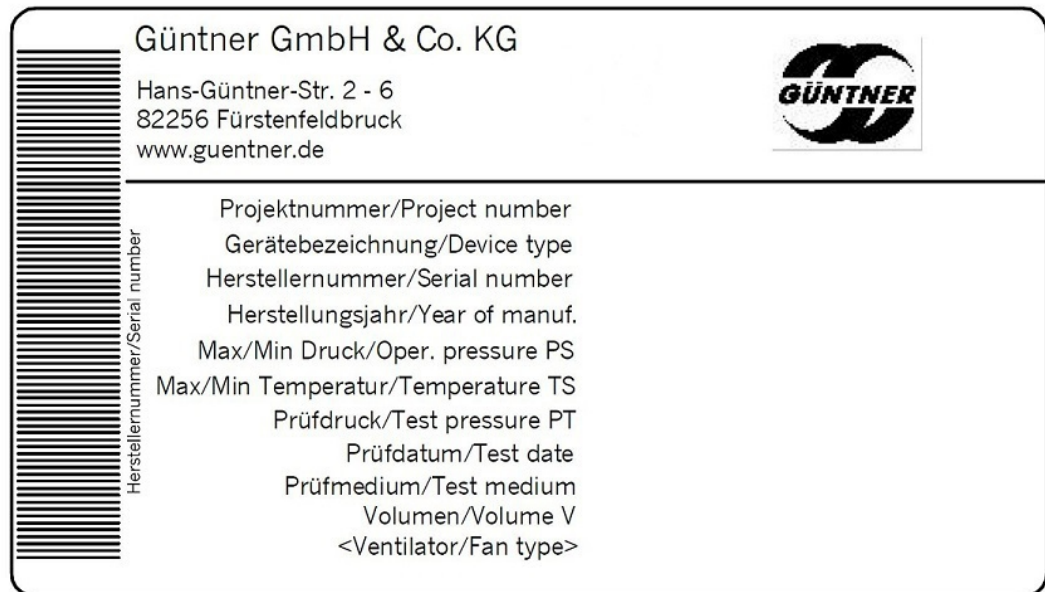 Güntner GmbH & Co. KG
Hans-Güntner-Str. 2 - 6
82256 Fürstenfeldbruck
www.guentner.de
GÜNTNER
Herstellernummer/Serial number
Projektnummer/Project number
Gerätebezeichnung/Device type
Herstellernummer/Serial number
Herstellungsjahr/Year of manuf.
Max/Min Druck/Oper. pressure PS
Max/Min Temperatur/Temperature TS
Prüfdruck/Test pressure PT
Prüfdatum/Test date
Prüfmedium/Test medium
Volumen/Volume V
<Ventilator/Fan type>